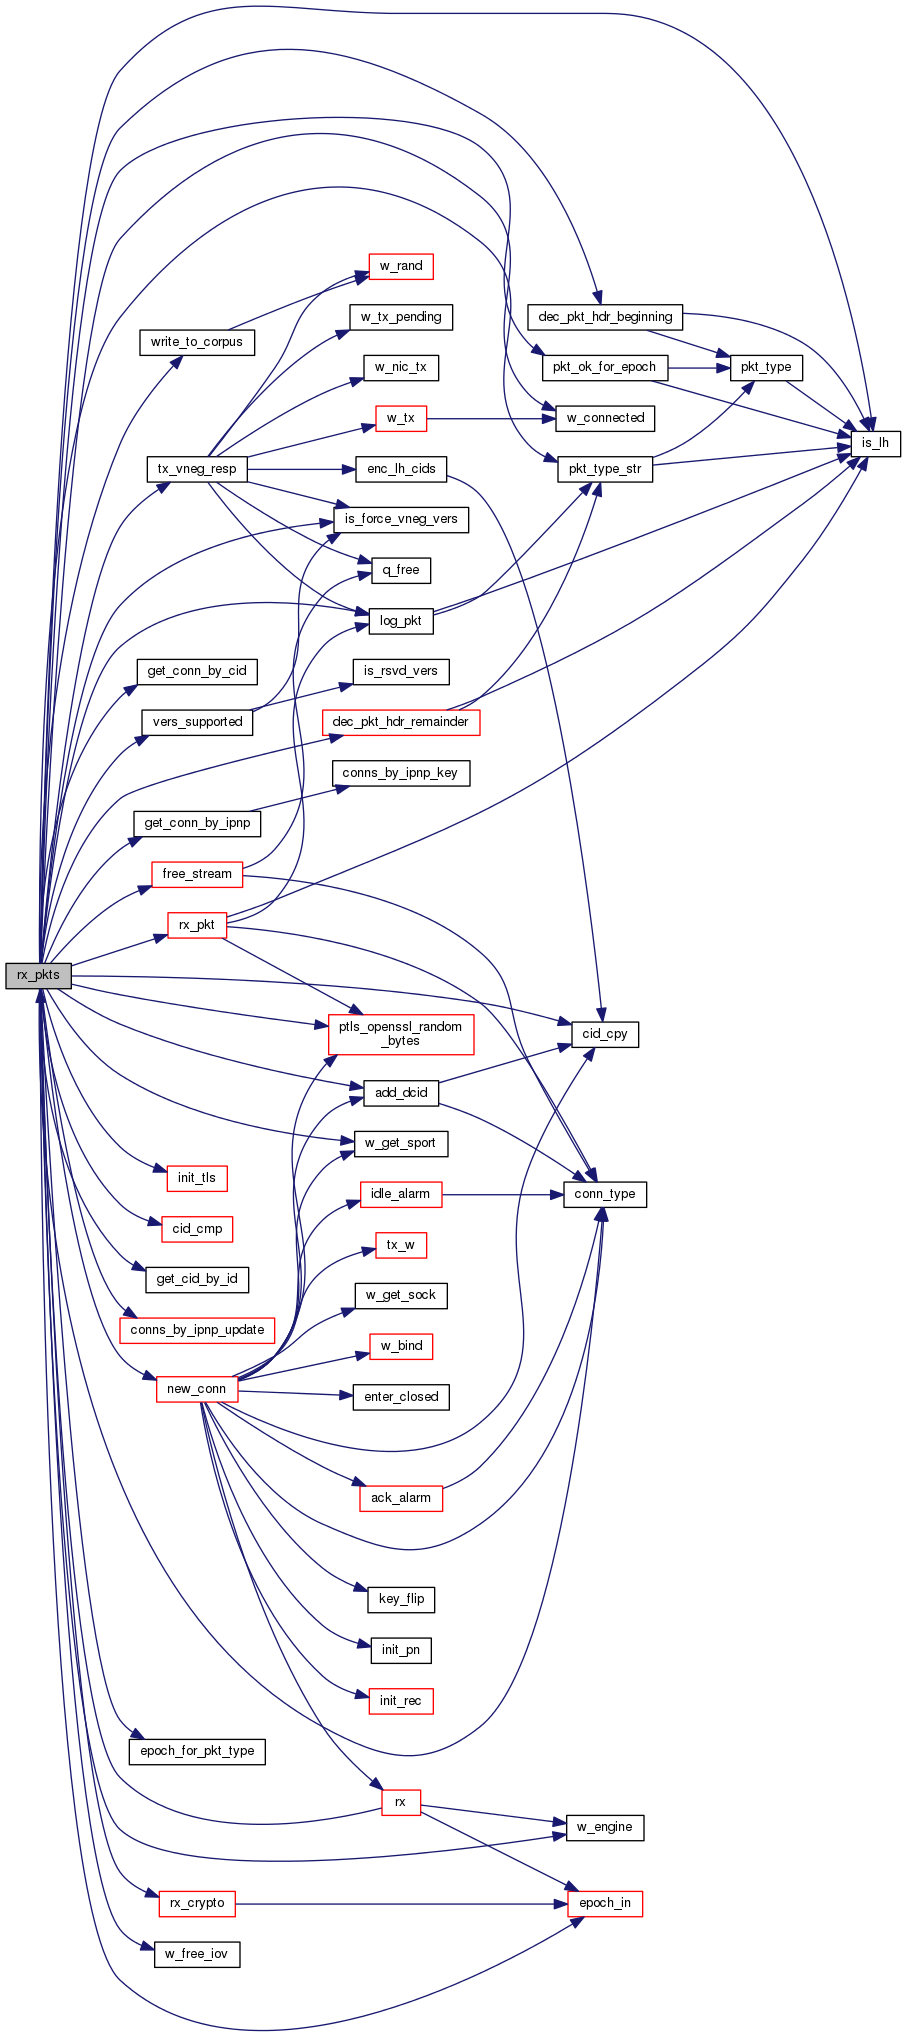 w_rand
w_tx_pending
dec_pkt_hdr_beginning
write_to_corpus
w_nic_tx
pkt_ok_for_epoch
pkt_type
w_tx
w_connected
is_lh
tx_vneg_resp
enc_lh_cids
pkt_type_str
is_force_vneg_vers
q_free
log_pkt
get_conn_by_cid
is_rsvd_vers
vers_supported
dec_pkt_hdr_remainder
conns_by_ipnp_key
get_conn_by_ipnp
free_stream
rx_pkt
rx_pkts
ptls_openssl_random
_bytes
cid_cpy
add_dcid
w_get_sport
init_tls
idle_alarm
conn_type
cid_cmp
tx_w
get_cid_by_id
w_get_sock
conns_by_ipnp_update
w_bind
new_conn
enter_closed
ack_alarm
key_flip
init_pn
init_rec
epoch_for_pkt_type
rx
w_engine
rx_crypto
epoch_in
w_free_iov